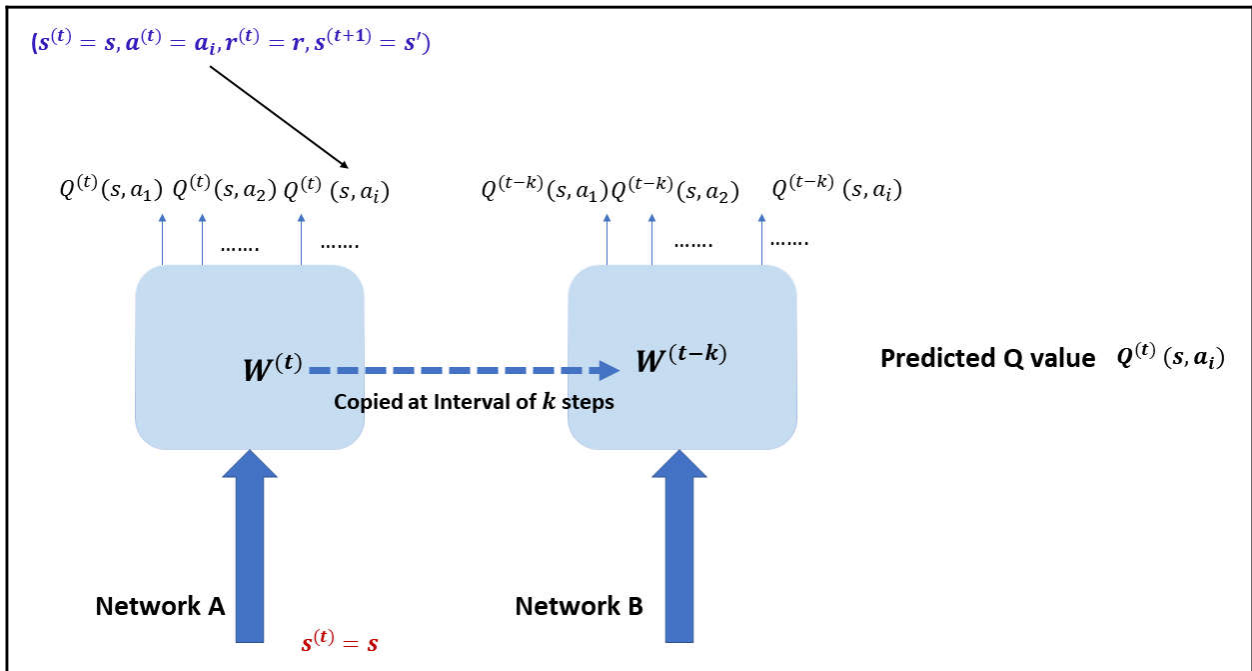 (s^(t) = s, a^(t) = a_i, r^(t) = r, s^(t+1) = s′)
Q^(t)(s, a_1) Q^(t)(s, a_2) Q^(t) (s, a_i) Q^(t−k)(s, a_1) Q^(t−k)(s, a_2) Q^(t−k) (s, a_i)
....... ....... ....... .......
W^(t) W^(t−k) Predicted Q value Q^(t) (s, a_i)
Copied at Interval of k steps
Network A Network B
s^(t) = s